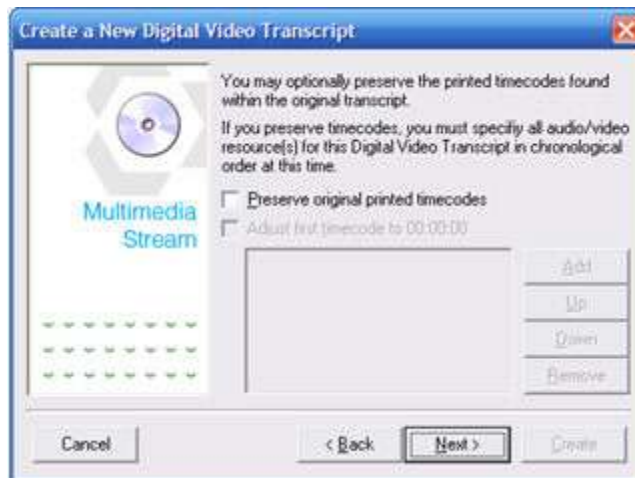 Create a New Digital Video Transcript
You may optionally preserve the printed timecodes found
within the original transcript.
If you preserve timecodes, you must specifiy all audio/video
resource(s) for this Digital Video Transcript in chronological
order at this time.
Preserve original printed timecodes
Adjust first timecode to 00:00:00
Multimedia
Stream
Add
Up
Down
Remove
Cancel
< Back
Next >
Create